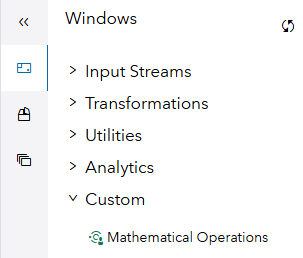 Windows
Input Streams
Transformations
Utilities
Analytics
Custom
Mathematical Operations